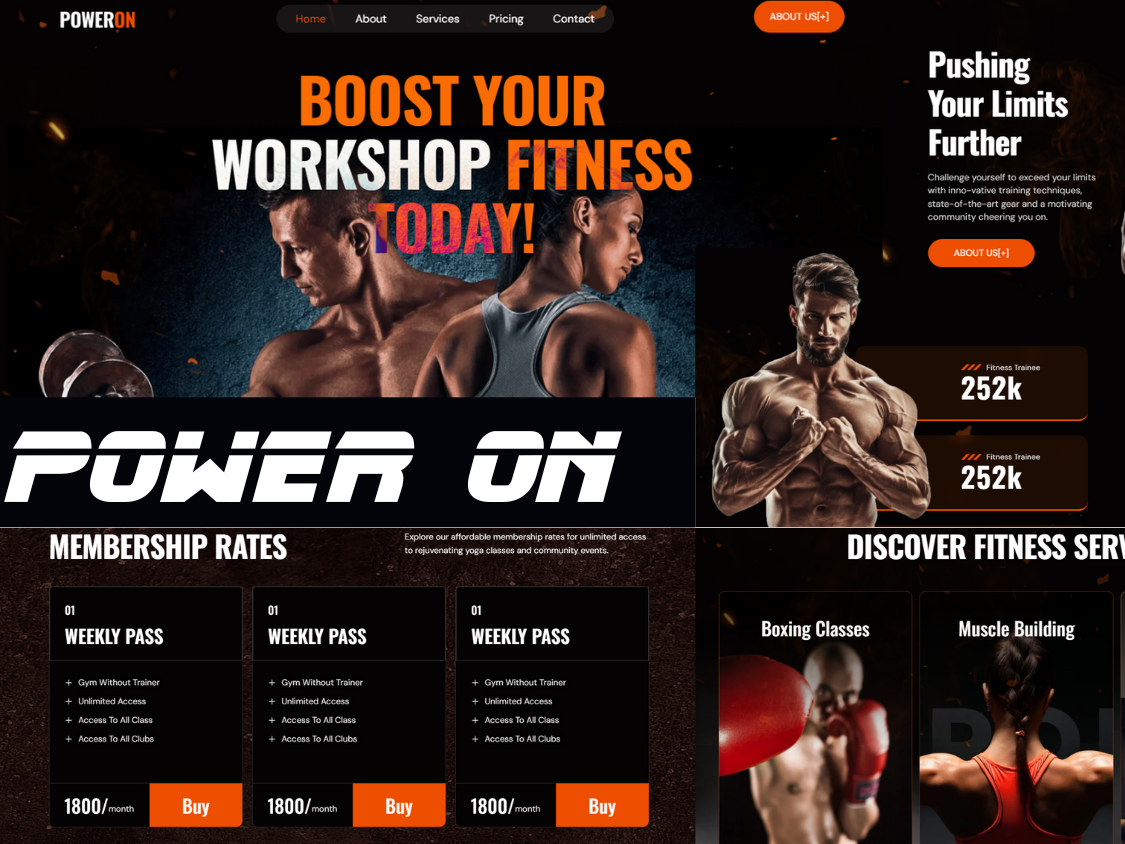 POWERON
Home About Services Pricing Contact
ABOUT US[+]
BOOST YOUR
WORKSHOP FITNESS
TODAY!
Pushing
Your Limits
Further
Challenge yourself to exceed your limits
with inno-vative training techniques,
state-of-the-art gear and a motivating
community cheering you on.
ABOUT US[+]
Fitness Trainee
252k
Fitness Trainee
252k
POWER ON
MEMBERSHIP RATES
Explore our affordable membership rates for unlimited access
to rejuvenating yoga classes and community events.
01
WEEKLY PASS
+ Gym Without Trainer
+ Unlimited Access
+ Access To All Class
+ Access To All Clubs
1800/month
Buy
01
WEEKLY PASS
+ Gym Without Trainer
+ Unlimited Access
+ Access To All Class
+ Access To All Clubs
1800/month
Buy
01
WEEKLY PASS
+ Gym Without Trainer
+ Unlimited Access
+ Access To All Class
+ Access To All Clubs
1800/month
Buy
DISCOVER FITNESS SERV
Boxing Classes
Muscle Building